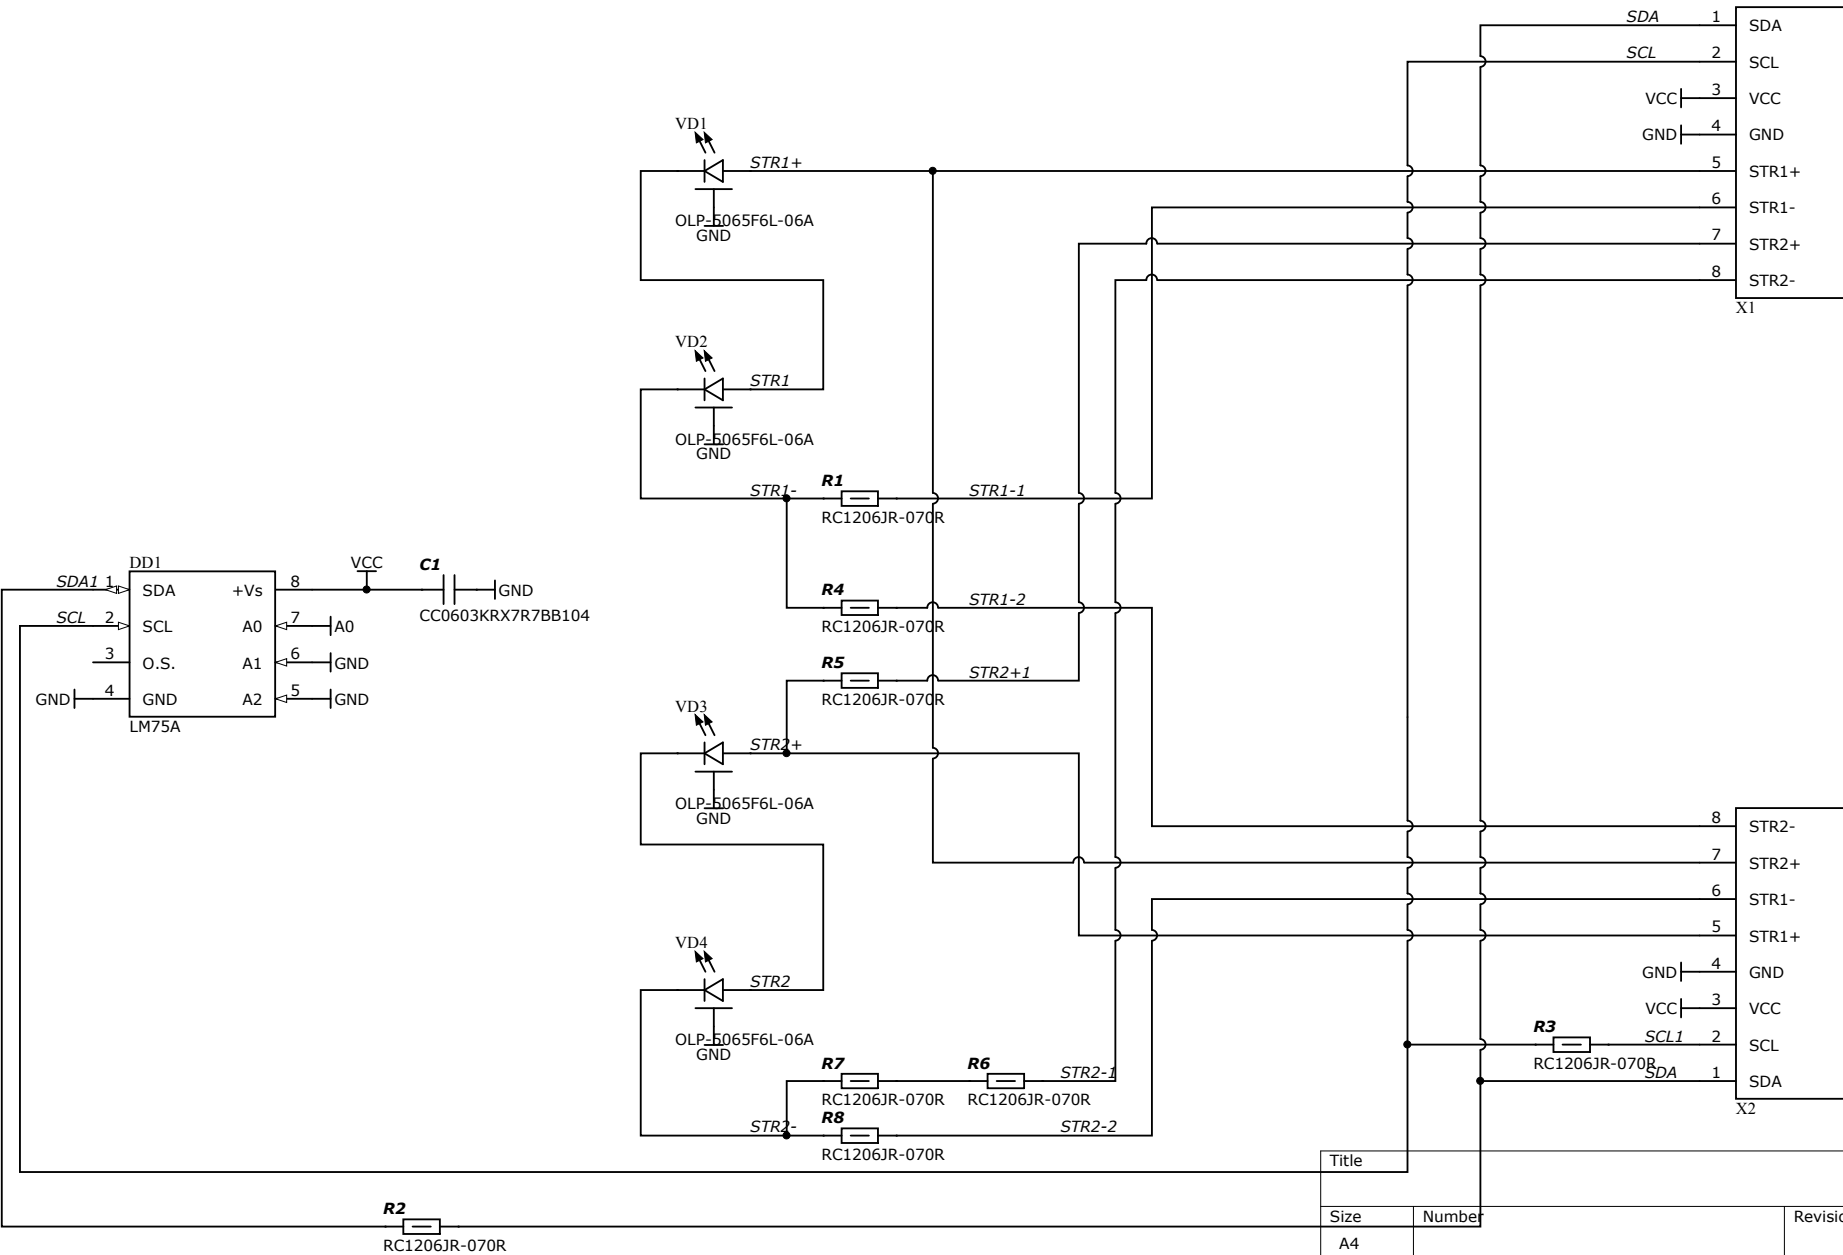 SDA 1 SDA
SCL 2 SCL
VCC 3 VCC
GND 4 GND
5 STR1+
6 STR1-
7 STR2+
8 STR2-
X1
VD1
STR1+
OLP-5065F6L-06A
GND
VD2
STR1
OLP-5065F6L-06A
GND
STR1-
R1
STR1-1
RC1206JR-070R
R4
STR1-2
RC1206JR-070R
R5
STR2+1
RC1206JR-070R
DD1
SDA1 1 SDA +Vs 8
SCL 2 SCL A0 7 A0
3 O.S. A1 6 GND
GND 4 GND A2 5 GND
LM75A
VCC
C1
GND
CC0603KRX7R7BB104
VD3
STR2+
OLP-5065F6L-06A
GND
VD4
STR2
OLP-5065F6L-06A
GND
R7
RC1206JR-070R
R6
STR2-1
RC1206JR-070R
STR2-
R8
STR2-2
RC1206JR-070R
8 STR2-
7 STR2+
6 STR1-
5 STR1+
GND 4 GND
VCC 3 VCC
R3
SCL1 2 SCL
RC1206JR-070R
SDA 1 SDA
X2
R2
RC1206JR-070R
Title
Size Number
A4